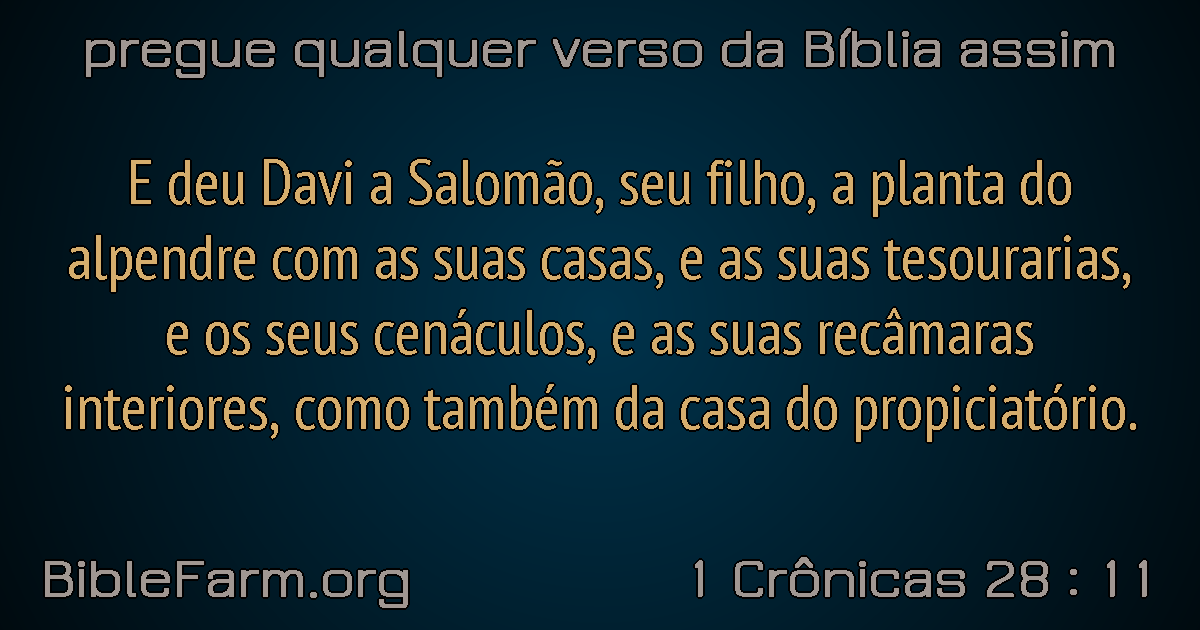 pregue qualquer verso da Bíblia assim
E deu Davi a Salomão, seu filho, a planta do
alpendre com as suas casas, e as suas tesourarias,
e os seus cenáculos, e as suas recâmaras
interiores, como também da casa do propiciatório.
BibleFarm.org
1 Crônicas 28 : 11